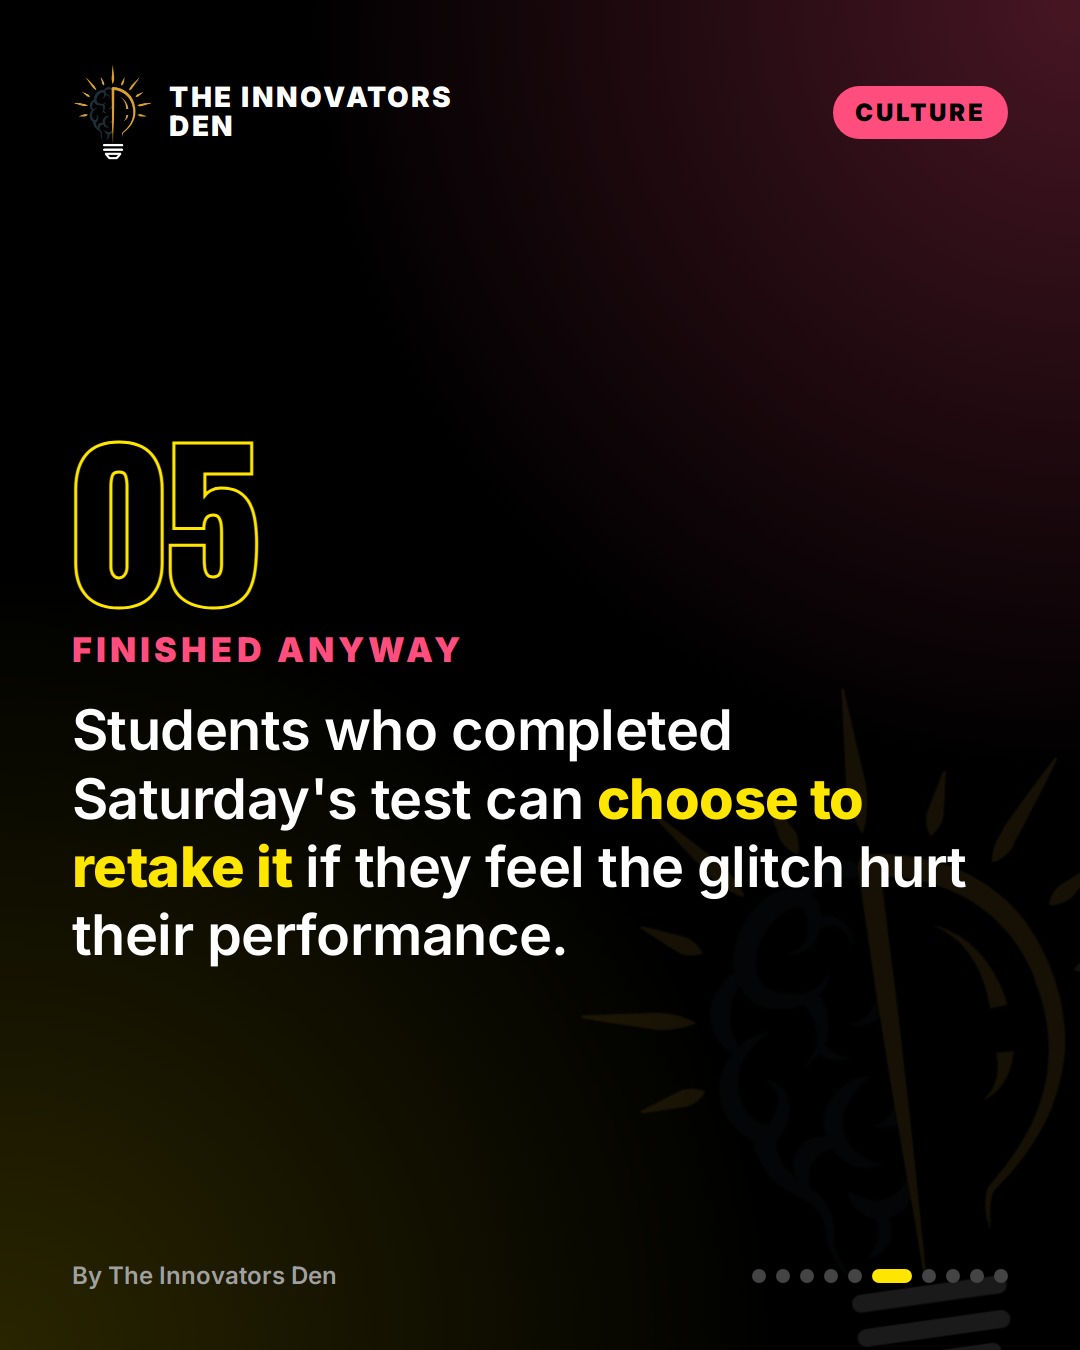 THE INNOVATORS
DEN
CULTURE
05
FINISHED ANYWAY
Students who completed
Saturday's test can choose to
retake it if they feel the glitch hurt
their performance.
By The Innovators Den